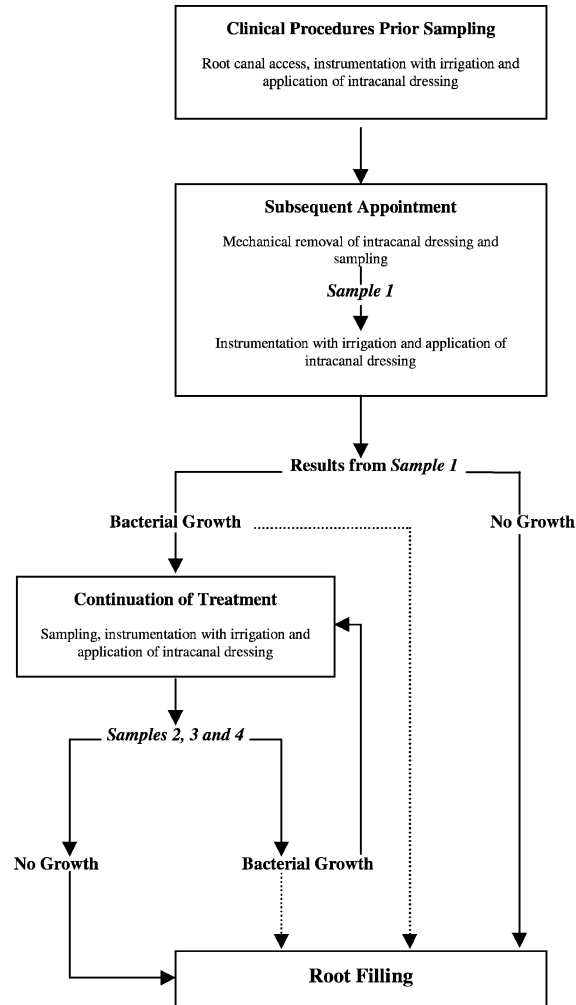 Clinical Procedures Prior Sampling
Root canal access, instrumentation with irrigation and
application of intracanal dressing
Subsequent Appointment
Mechanical removal of intracanal dressing and
sampling
Sample 1
Instrumentation with irrigation and application of
intracanal dressing
Results from Sample 1
Bacterial Growth
No Growth
Continuation of Treatment
Sampling, instrumentation with irrigation and
application of intracanal dressing
Samples 2, 3 and 4
No Growth
Bacterial Growth
Root Filling